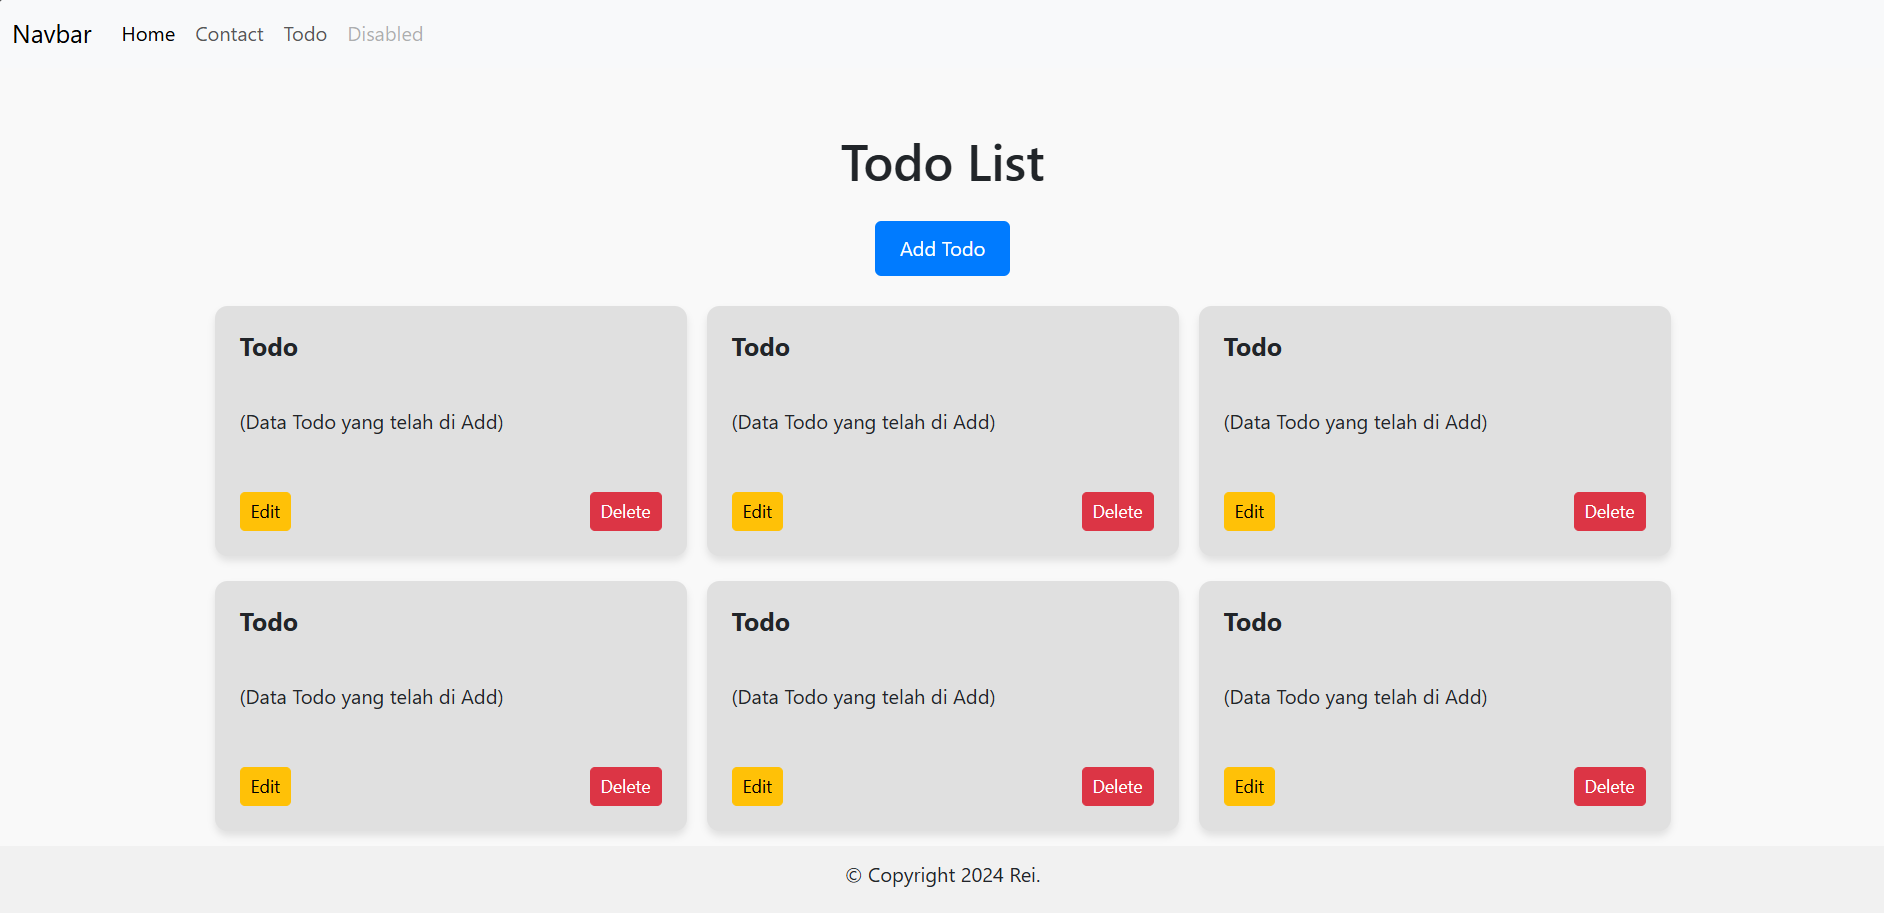 Navbar Home Contact Todo Disabled
Todo List
Add Todo
Todo Todo Todo
(Data Todo yang telah di Add) (Data Todo yang telah di Add) (Data Todo yang telah di Add)
Edit Delete Edit Delete Edit Delete
Todo Todo Todo
(Data Todo yang telah di Add) (Data Todo yang telah di Add) (Data Todo yang telah di Add)
Edit Delete Edit Delete Edit Delete
© Copyright 2024 Rei.